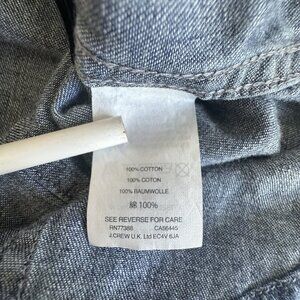 100% COTTON
100% COTON
100% BAUMWOLLE
綿 100%
SEE REVERSE FOR CARE
RN77388 CA56445
J.CREW U.K. Ltd EC4V 6JA